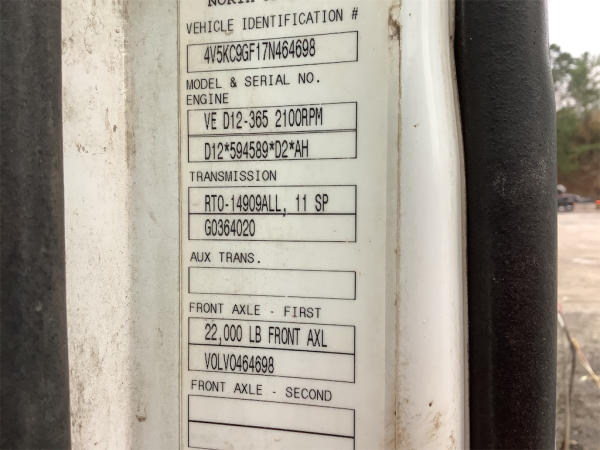 NORTH
VEHICLE IDENTIFICATION #
4V5KC9GF17N464698
MODEL & SERIAL NO.
ENGINE
VE D12-365 2100RPM
D12*594589*D2*AH
TRANSMISSION
RTO-14909ALL, 11 SP
G0364020
AUX TRANS.
FRONT AXLE - FIRST
22,000 LB FRONT AXL
VOLVO464698
FRONT AXLE - SECOND